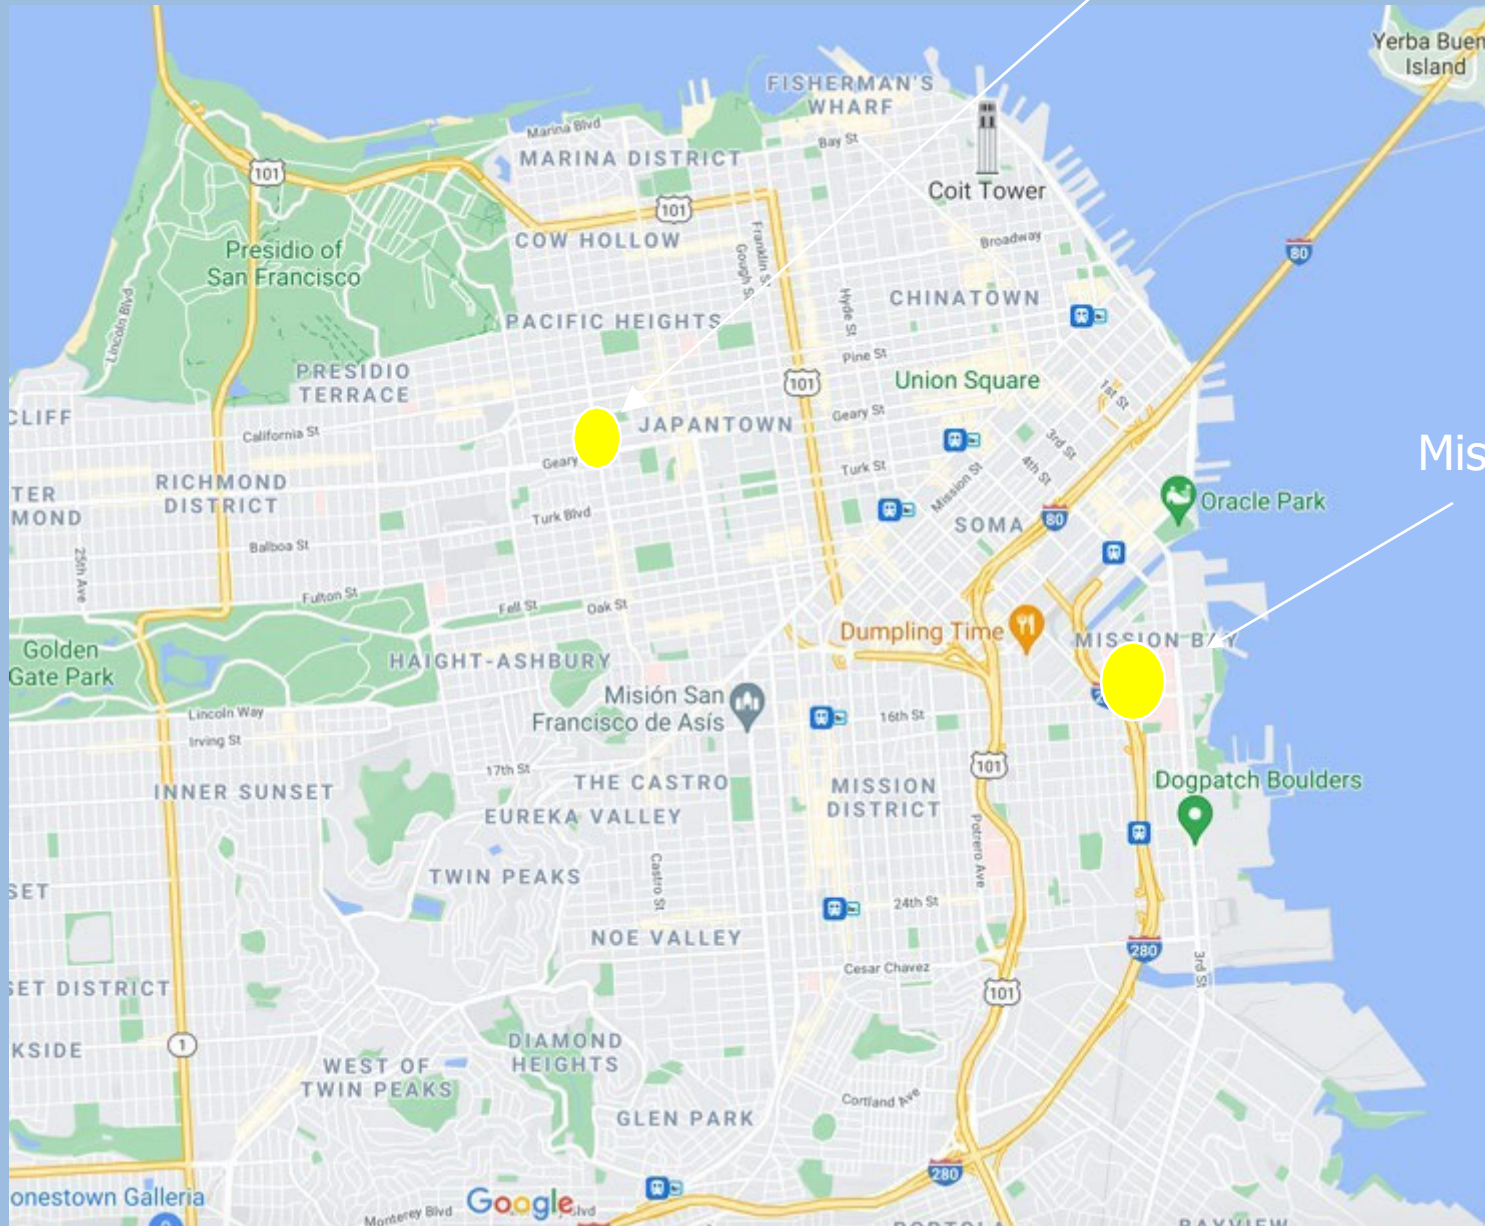 Yerba Buen
Island
FISHERMAN'S
WHARF
Marina Blvd
Bay St
MARINA DISTRICT
101
Coit Tower
101
Presidio of
San Francisco
COW HOLLOW
Franklin S
Gough S
Broadway
80
Lincoln Blvd
CHINATOWN
Hyde St
PACIFIC HEIGHTS
Pine St
PRESIDIO
TERRACE
101
Union Square
1st St
CLIFF
California St
JAPANTOWN
Geary St
3rd St
Mis
Geary
Turk St
4th St
Mission St
TER
MOND
RICHMOND
DISTRICT
Turk Blvd
SOMA
80
Oracle Park
Balboa St
25th Ave
Fulton St
Fell St
Oak St
Dumpling Time
MISSION BAY
Golden
Gate Park
HAIGHT-ASHBURY
Misión San
Francisco de Asís
Lincoln Way
16th St
Irving St
17th St
THE CASTRO
101
Dogpatch Boulders
INNER SUNSET
MISSION
DISTRICT
EUREKA VALLEY
Potrero Ave
Castro St
TWIN PEAKS
SET
24th St
NOE VALLEY
280
3rd St
Cesar Chavez
SET DISTRICT
101
KSIDE
1
DIAMOND
HEIGHTS
WEST OF
TWIN PEAKS
Cortland Ave
GLEN PARK
280
onestown Galleria
Google
Monterey Blvd
lvd
PORTOLA
BAYVIEW